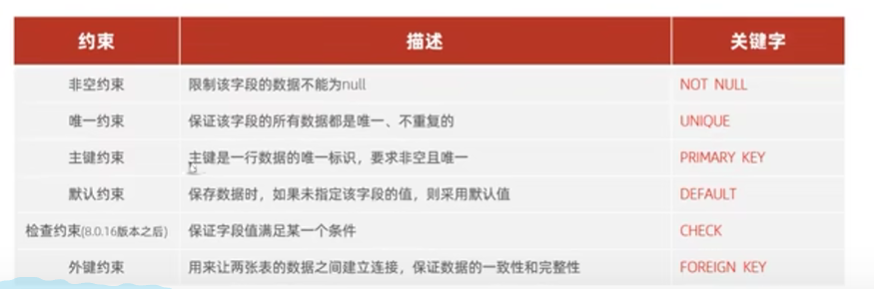 约束 描述 关键字
非空约束 限制该字段的数据不能为null NOT NULL
唯一约束 保证该字段的所有数据都是唯一、不重复的 UNIQUE
主键约束 主键是一行数据的唯一标识，要求非空且唯一 PRIMARY KEY
默认约束 保存数据时，如果未指定该字段的值，则采用默认值 DEFAULT
检查约束(8.0.16版本之后) 保证字段值满足某一个条件 CHECK
外键约束 用来让两张表的数据之间建立连接，保证数据的一致性和完整性 FOREIGN KEY